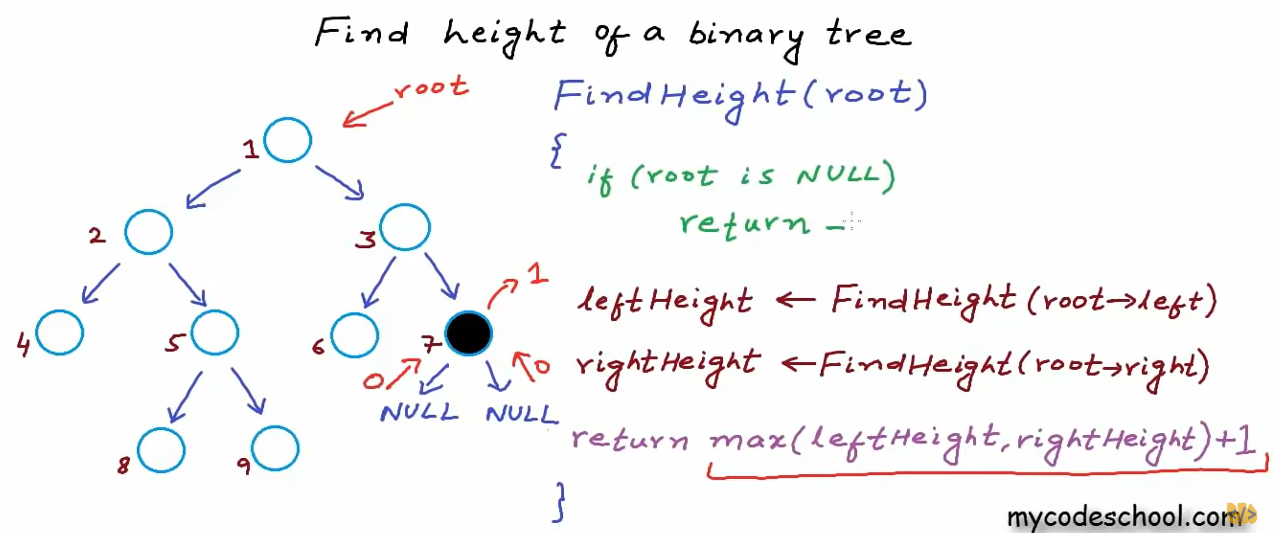 Find height of a binary tree
root
1
2
3
4
5
6
7
8
9
1
0
0
NULL NULL
FindHeight(root)
{
if (root is NULL)
return -
leftHeight ← FindHeight(root→left)
rightHeight ← FindHeight(root→right)
return max(leftHeight, rightHeight)+1
}
mycodeschool.com